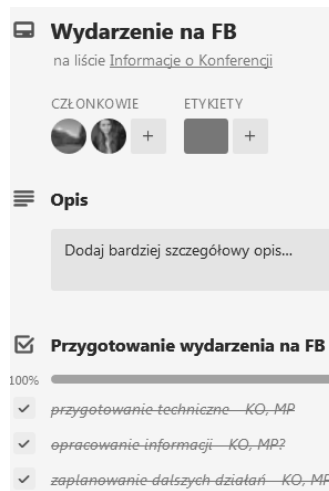 Wydarzenie na FB
na liście Informacje o Konferencji
CZŁONKOWIE ETYKIETY
+ +
Opis
Dodaj bardziej szczegółowy opis...
Przygotowanie wydarzenia na FB
100%
przygotowanie techniczne - KO, MP
opracowanie informacji - KO, MP?
zaplanowanie dalszych działań - KO, MP